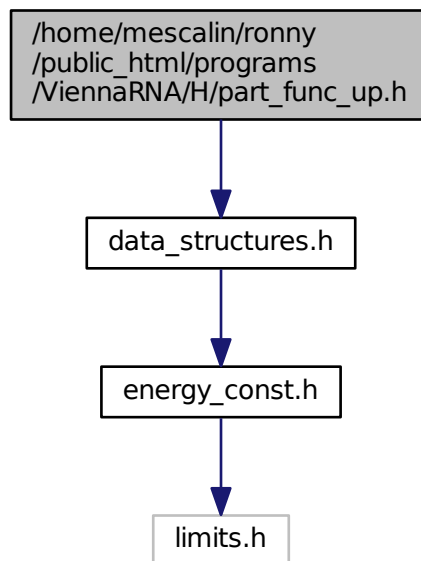 /home/mescalin/ronny
/public_html/programs
/ViennaRNA/H/part_func_up.h
data_structures.h
energy_const.h
limits.h